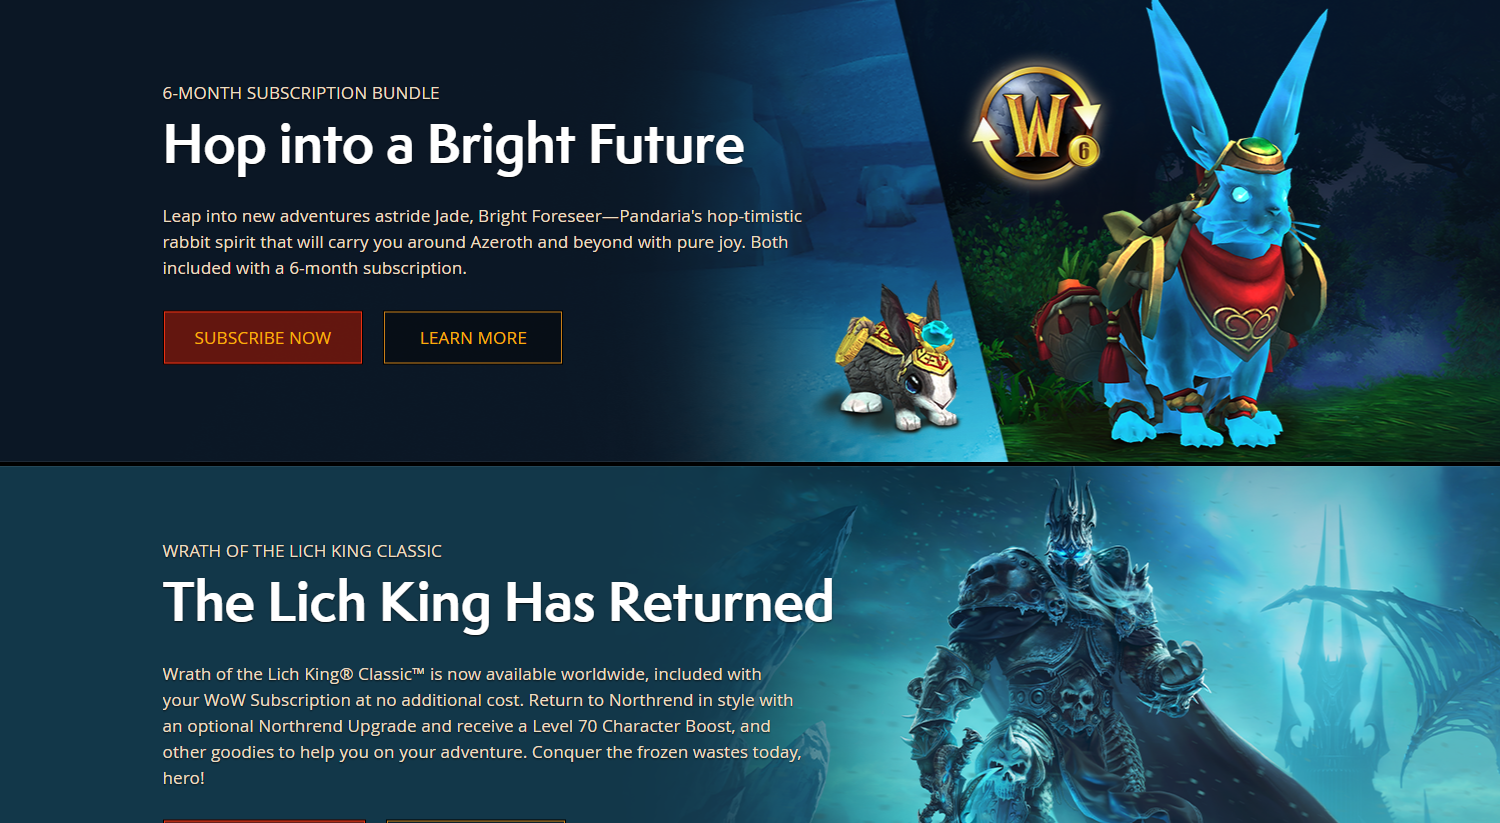 6-MONTH SUBSCRIPTION BUNDLE
Hop into a Bright Future
Leap into new adventures astride Jade, Bright Foreseer—Pandaria's hop-timistic
rabbit spirit that will carry you around Azeroth and beyond with pure joy. Both
included with a 6-month subscription.
SUBSCRIBE NOW
LEARN MORE
W
6
WRATH OF THE LICH KING CLASSIC
The Lich King Has Returned
Wrath of the Lich King® Classic™ is now available worldwide, included with
your WoW Subscription at no additional cost. Return to Northrend in style with
an optional Northrend Upgrade and receive a Level 70 Character Boost, and
other goodies to help you on your adventure. Conquer the frozen wastes today,
hero!